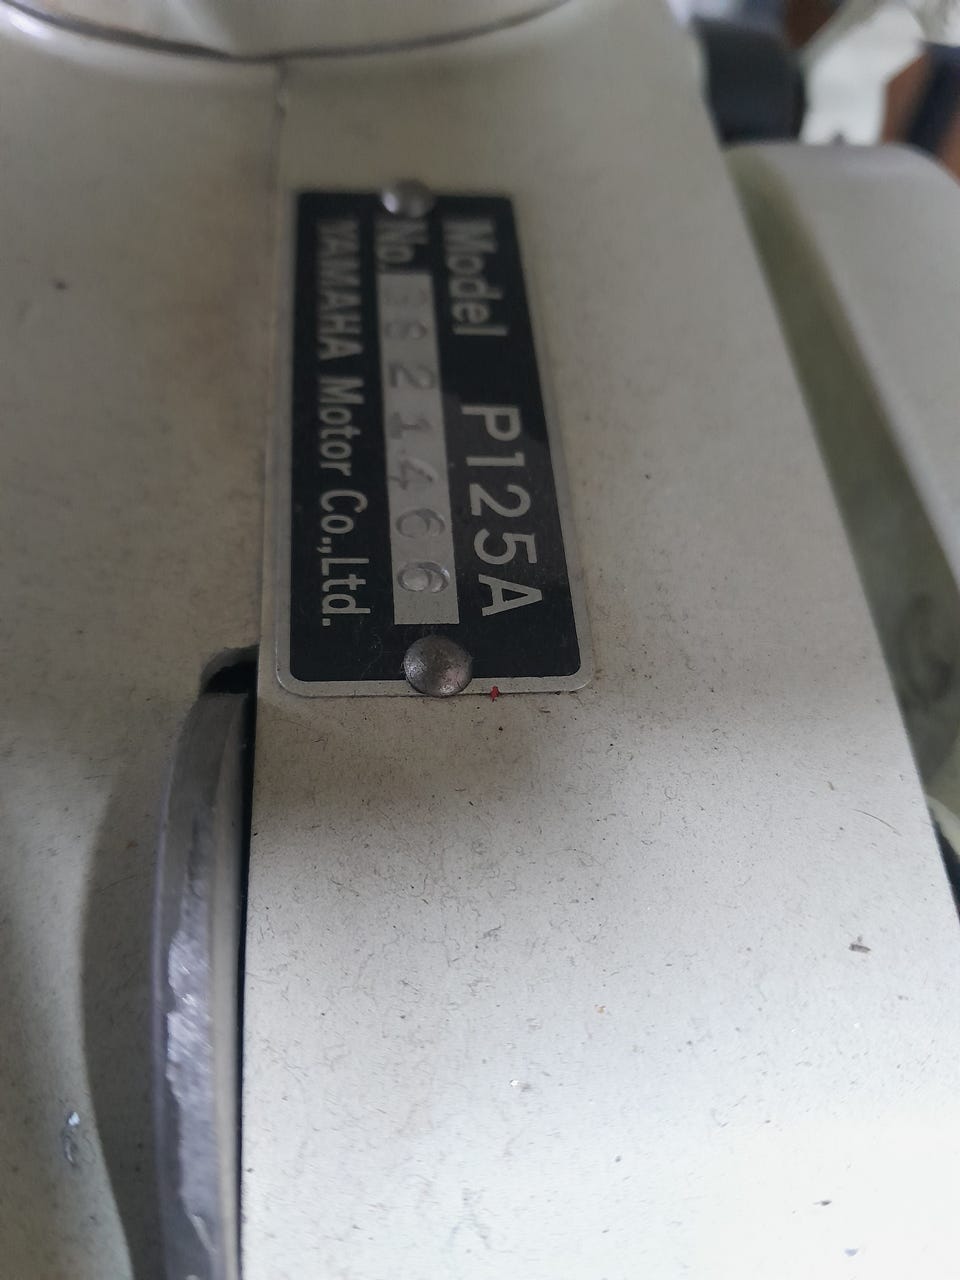 Model P125A
No.
YAMAHA Motor Co.,Ltd.